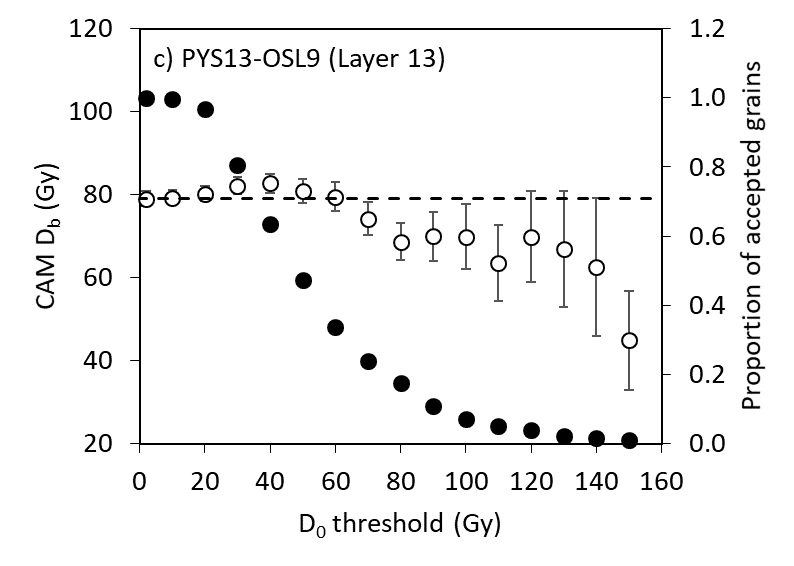 c) PYS13-OSL9 (Layer 13)
CAM Db (Gy)
120
100
80
60
40
20
1.2
1.0
0.8
0.6
0.4
0.2
0.0
Proportion of accepted grains
0 20 40 60 80 100 120 140 160
D0 threshold (Gy)